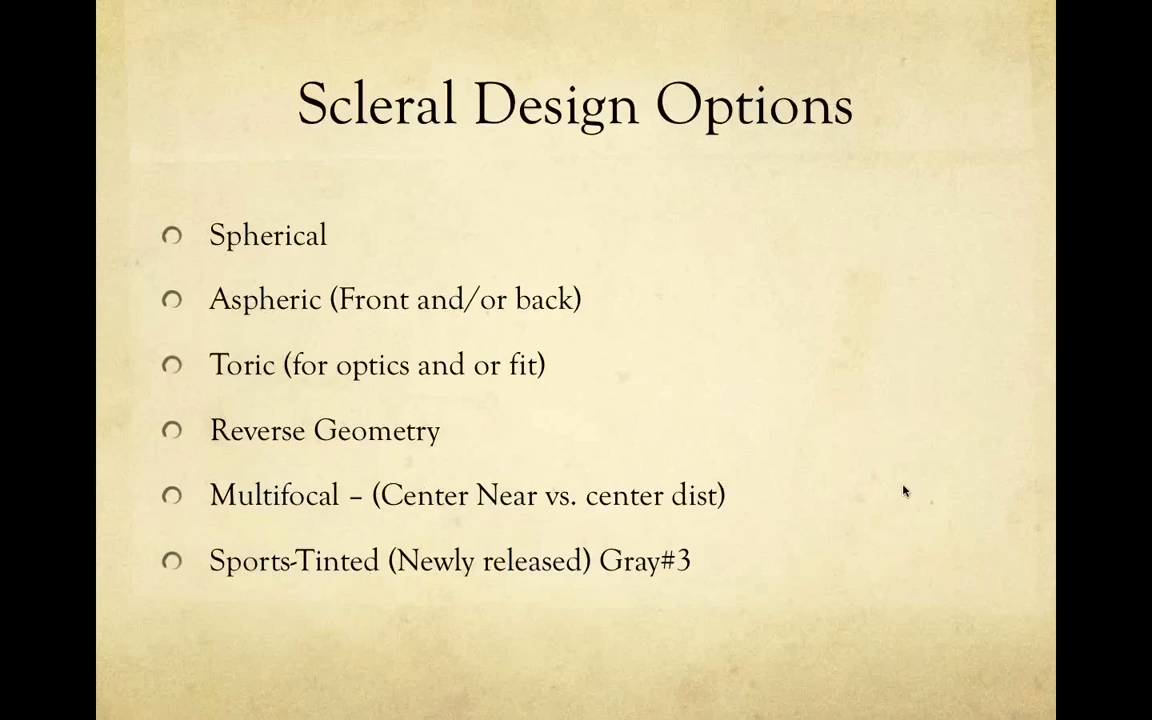 Scleral Design Options
Spherical
Aspheric (Front and/or back)
Toric (for optics and or fit)
Reverse Geometry
Multifocal – (Center Near vs. center dist)
Sports-Tinted (Newly released) Gray#3